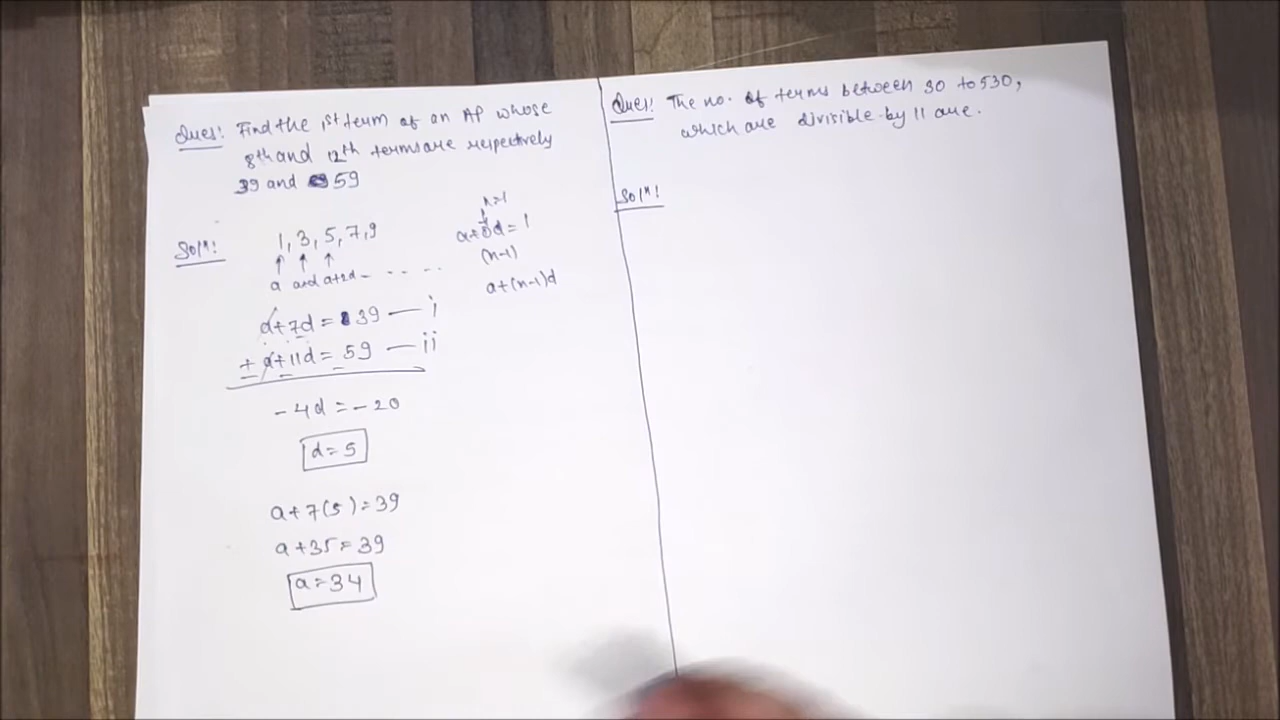 Ques! Find the 1st term of an AP whose
8th and 12th terms are respectively
39 and 59
Solⁿ!
1, 3, 5, 7, 9
a a+d a+2d - - - - -
n=1
d = 1
(n-1)
a+(n-1)d
a+7d = 39 — i
± a+11d = 59 — ii
- 4d = - 20
d = 5
a + 7(5) = 39
a + 35 = 39
a = 34
Ques! The no. of terms between 30 to 530,
which are divisible by 11 are.
Solⁿ!